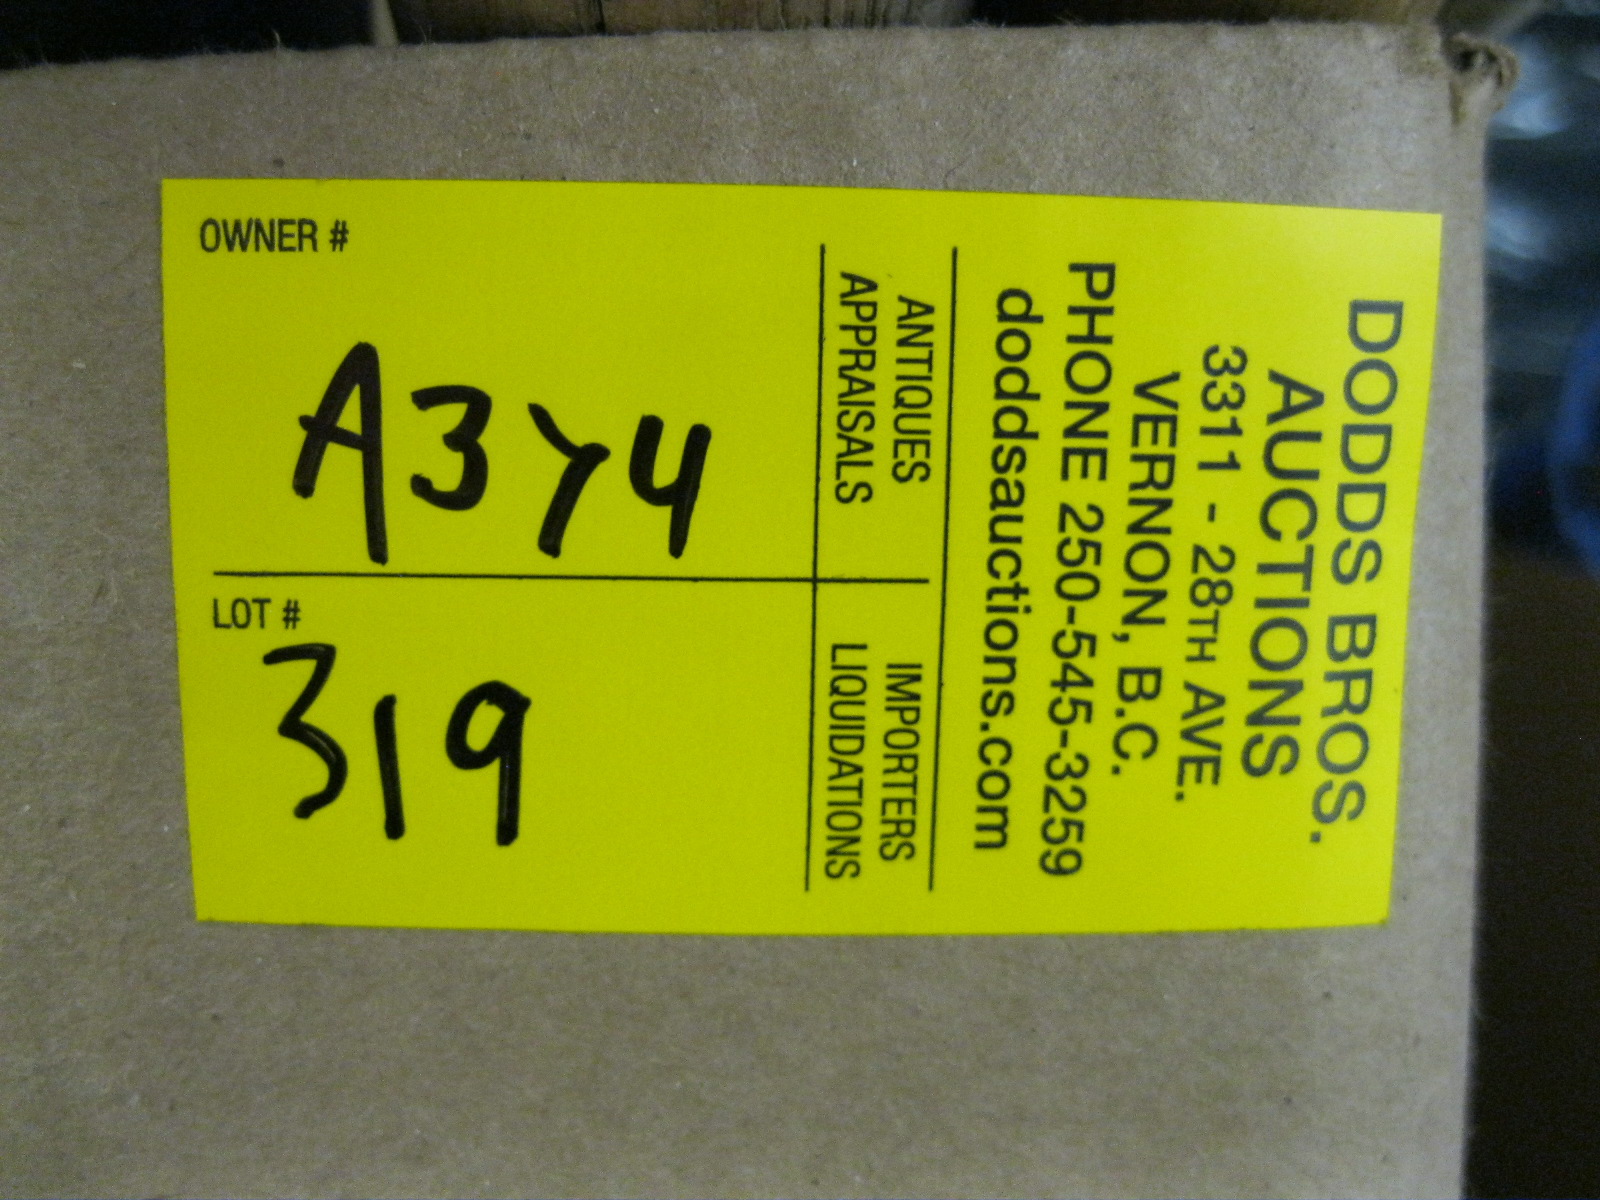 DODDS BROS.
AUCTIONS
3311 - 28TH AVE.
VERNON, B.C.
PHONE 250-545-3259
doddsauctions.com
ANTIQUES
APPRAISALS
IMPORTERS
LIQUIDATIONS
OWNER #
A374
LOT #
319